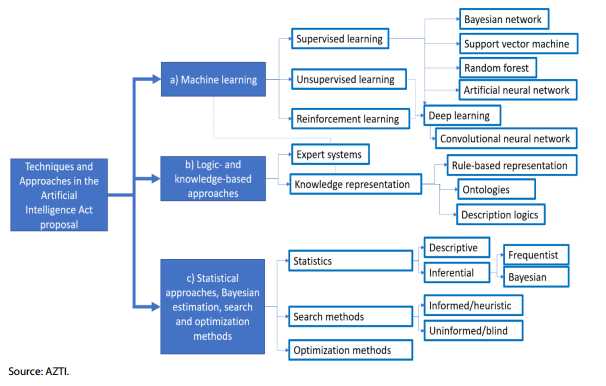 Techniques and
Approaches in the
Artificial
Intelligence Act
proposal
a) Machine learning
Supervised learning
Bayesian network
Support vector machine
Random forest
Artificial neural network
Unsupervised learning
Reinforcement learning
Deep learning
Convolutional neural network
b) Logic- and
knowledge-based
approaches
Expert systems
Knowledge representation
Rule-based representation
Ontologies
Description logics
c) Statistical
approaches, Bayesian
estimation, search
and optimization
methods
Statistics
Descriptive
Inferential
Frequentist
Bayesian
Search methods
Informed/heuristic
Uninformed/blind
Optimization methods
Source: AZTI.